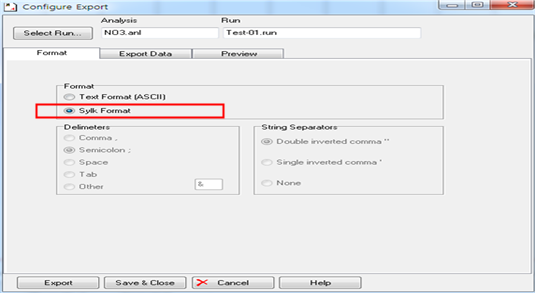 Configure Export
Analysis Run
Select Run... NO3.anl Test-01.run
Format Export Data Preview
Format
Text Format (ASCII)
Sylk Format
Delimeters
Comma ,
Semicolon ;
Space
Tab
Other &
String Separators
Double inverted comma "
Single inverted comma '
None
Export Save & Close Cancel Help